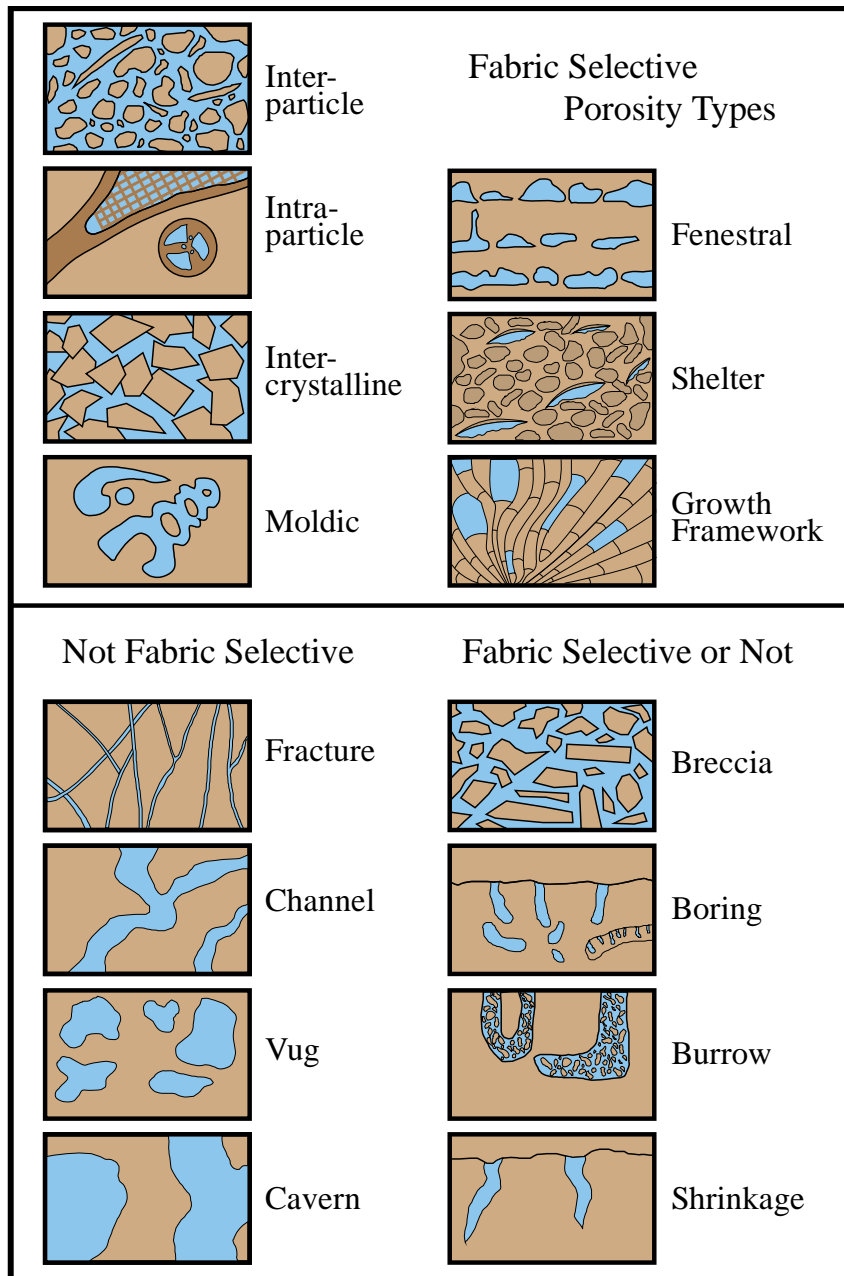 Inter-
particle
Fabric Selective
Porosity Types
Intra-
particle
Fenestral
Inter-
crystalline
Shelter
Moldic
Growth
Framework
Not Fabric Selective
Fabric Selective or Not
Fracture
Breccia
Channel
Boring
Vug
Burrow
Cavern
Shrinkage